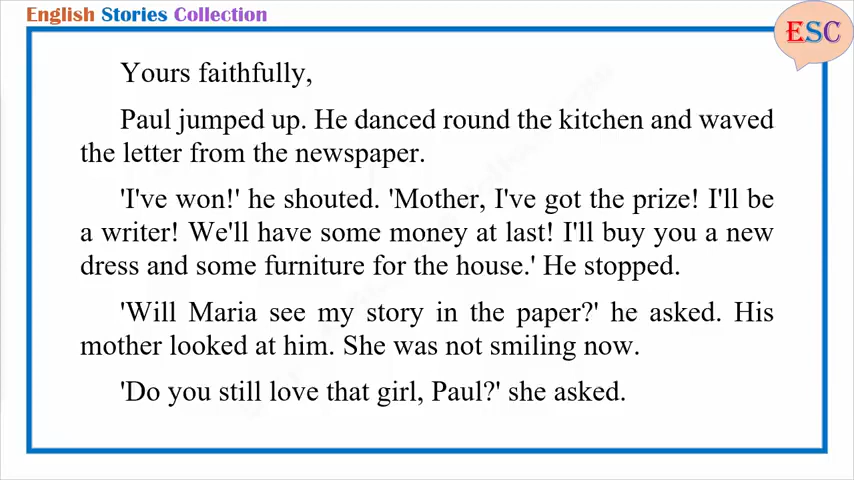 English Stories Collection
ESC
Yours faithfully,
Paul jumped up. He danced round the kitchen and waved
the letter from the newspaper.
'I've won!' he shouted. 'Mother, I've got the prize! I'll be
a writer! We'll have some money at last! I'll buy you a new
dress and some furniture for the house.' He stopped.
'Will Maria see my story in the paper?' he asked. His
mother looked at him. She was not smiling now.
'Do you still love that girl, Paul?' she asked.